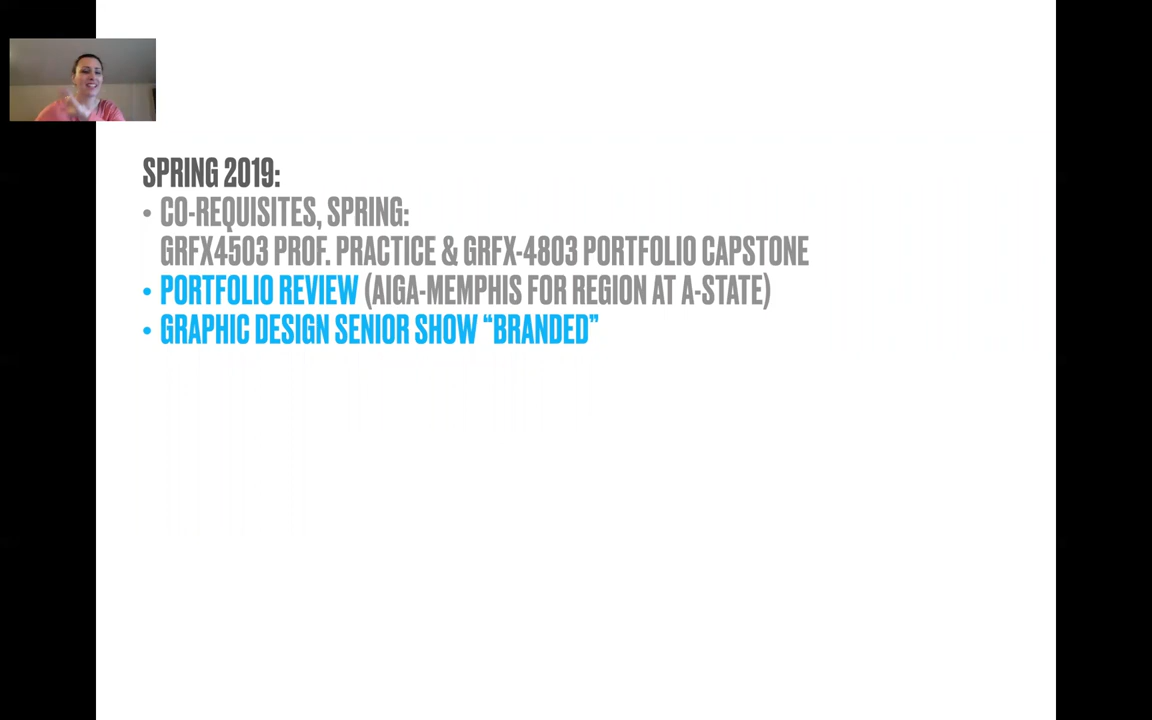 SPRING 2019:
• CO-REQUISITES, SPRING:
GRFX4503 PROF. PRACTICE & GRFX-4803 PORTFOLIO CAPSTONE
• PORTFOLIO REVIEW (AIGA-MEMPHIS FOR REGION AT A-STATE)
• GRAPHIC DESIGN SENIOR SHOW “BRANDED”